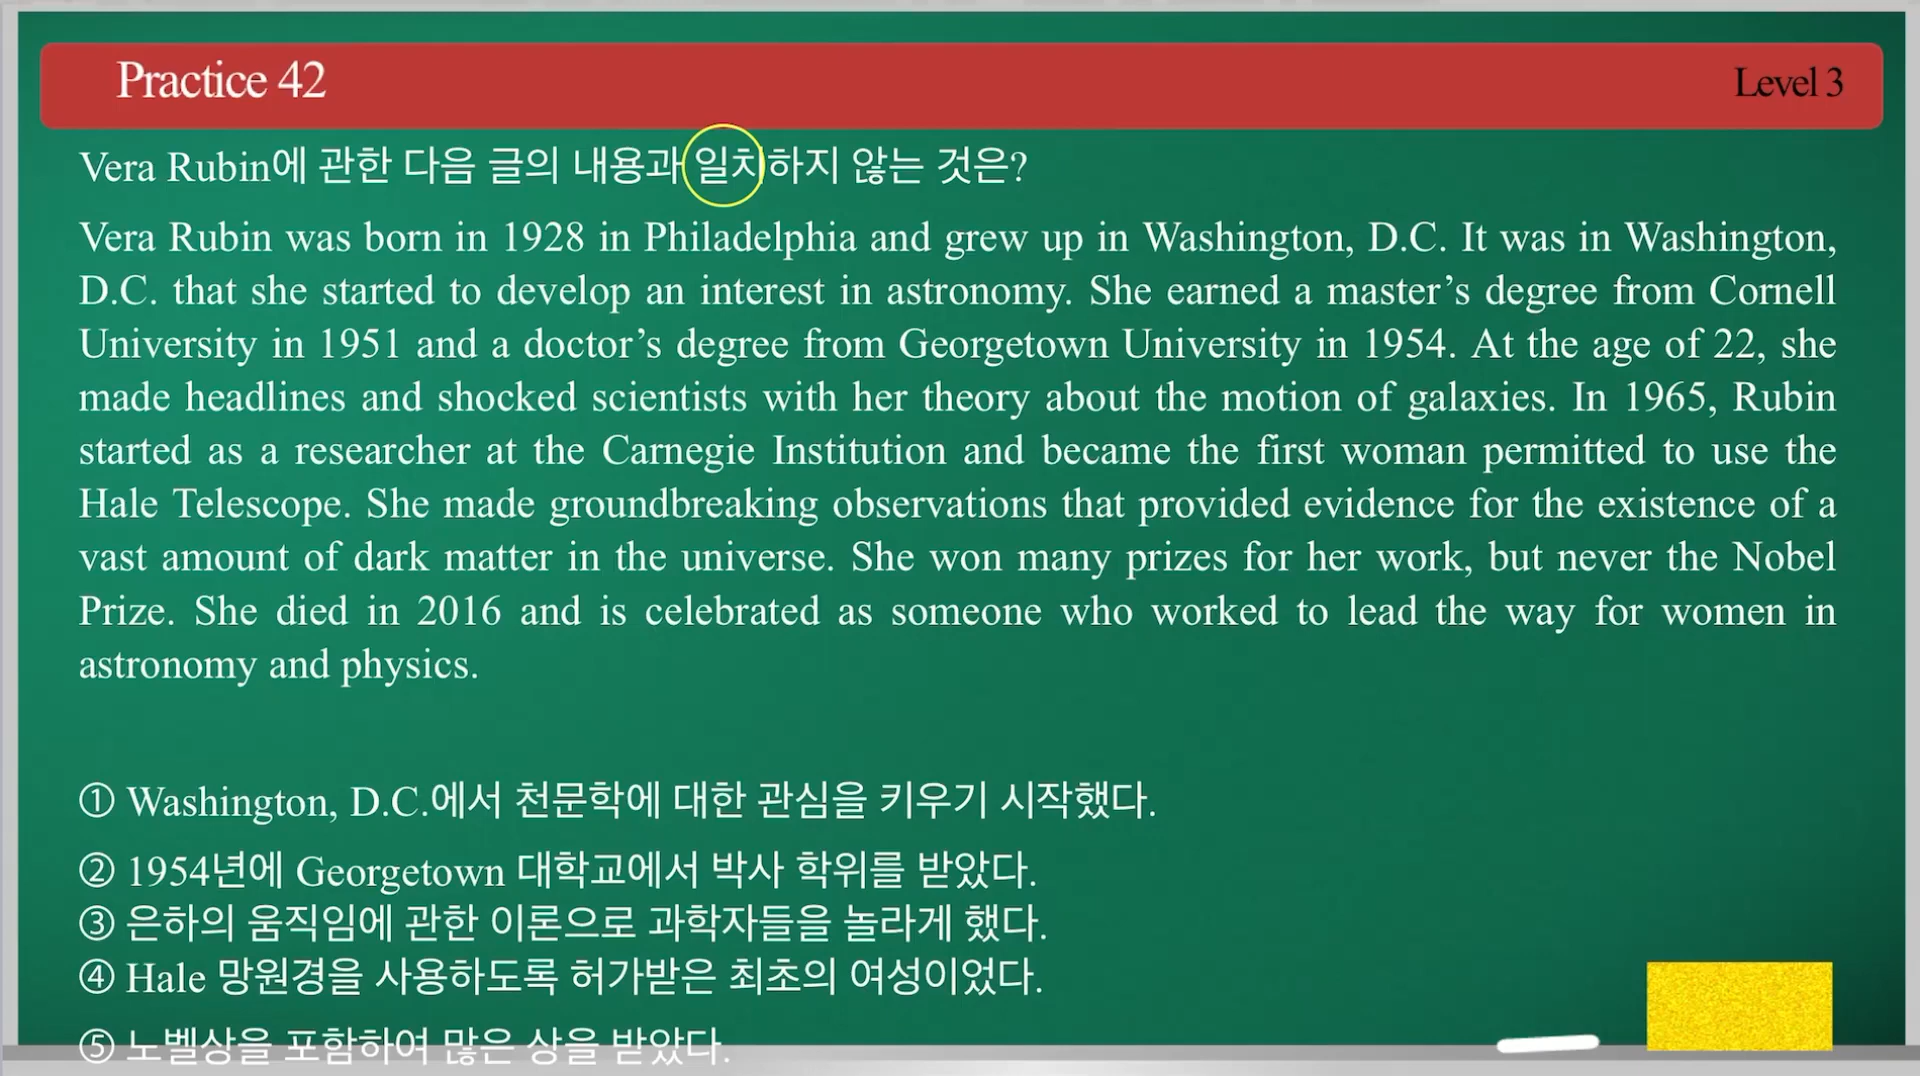 Practice 42
Level 3
Vera Rubin에 관한 다음 글의 내용과 일치하지 않는 것은?
Vera Rubin was born in 1928 in Philadelphia and grew up in Washington, D.C. It was in Washington,
D.C. that she started to develop an interest in astronomy. She earned a master’s degree from Cornell
University in 1951 and a doctor’s degree from Georgetown University in 1954. At the age of 22, she
made headlines and shocked scientists with her theory about the motion of galaxies. In 1965, Rubin
started as a researcher at the Carnegie Institution and became the first woman permitted to use the
Hale Telescope. She made groundbreaking observations that provided evidence for the existence of a
vast amount of dark matter in the universe. She won many prizes for her work, but never the Nobel
Prize. She died in 2016 and is celebrated as someone who worked to lead the way for women in
astronomy and physics.
① Washington, D.C.에서 천문학에 대한 관심을 키우기 시작했다.
② 1954년에 Georgetown 대학교에서 박사 학위를 받았다.
③ 은하의 움직임에 관한 이론으로 과학자들을 놀라게 했다.
④ Hale 망원경을 사용하도록 허가받은 최초의 여성이었다.
⑤ 노벨상을 포함하여 많은 상을 받았다.